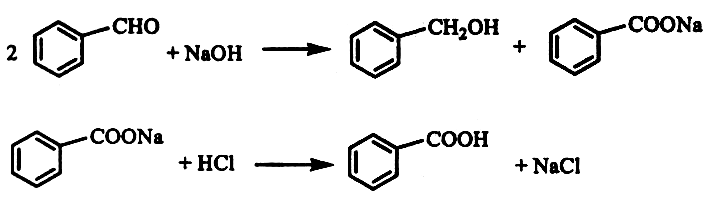 2 CHO + NaOH CH₂OH + COONa
COONa + HCl COOH + NaCl